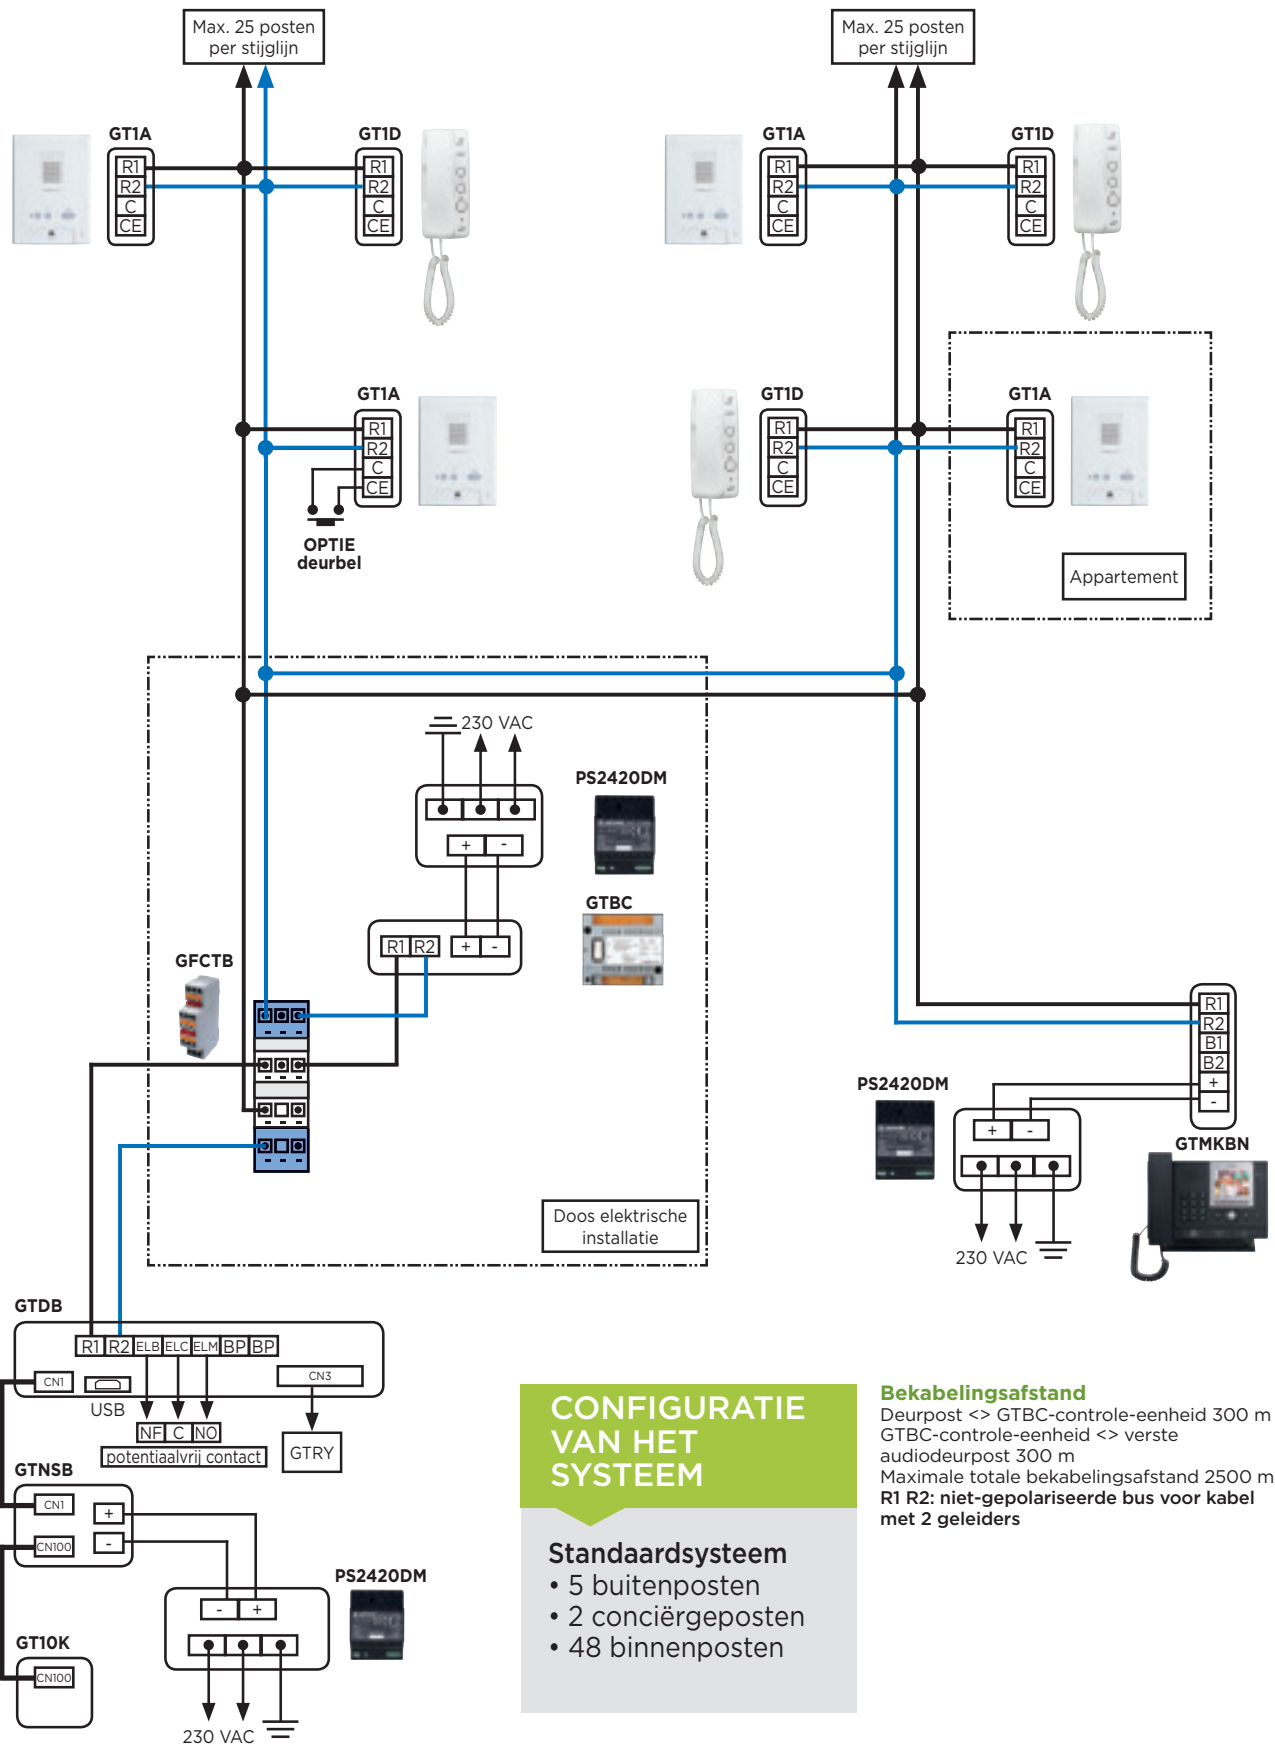 Max. 25 posten
per stijglijn
Max. 25 posten
per stijglijn
GT1A
R1
R2
C
CE
GT1D
R1
R2
C
CE
GT1A
R1
R2
C
CE
GT1D
R1
R2
C
CE
GT1A
R1
R2
C
CE
OPTIE
deurbel
GT1D
R1
R2
C
CE
GT1A
R1
R2
C
CE
Appartement
230 VAC
+ -
PS2420DM
GTBC
R1 R2 + -
GFCTB
Doos elektrische
installatie
R1
R2
B1
B2
+
-
GTMKBN
PS2420DM
+ -
230 VAC
GTDB
R1 R2 ELB ELC ELM BP BP
CN1
USB
CN3
NF C NO
potentiaalvrij contact
GTRY
GTNSB
CN1
+
CN100
-
PS2420DM
- +
230 VAC
GT10K
CN100
CONFIGURATIE
VAN HET
SYSTEEM
Standaardsysteem
• 5 buitenposten
• 2 conciërgeposten
• 48 binnenposten
Bekabelingsafstand
Deurpost <> GTBC-controle-eenheid 300 m
GTBC-controle-eenheid <> verste
audiodeurpost 300 m
Maximale totale bekabelingsafstand 2500 m
R1 R2: niet-gepolariseerde bus voor kabel
met 2 geleiders